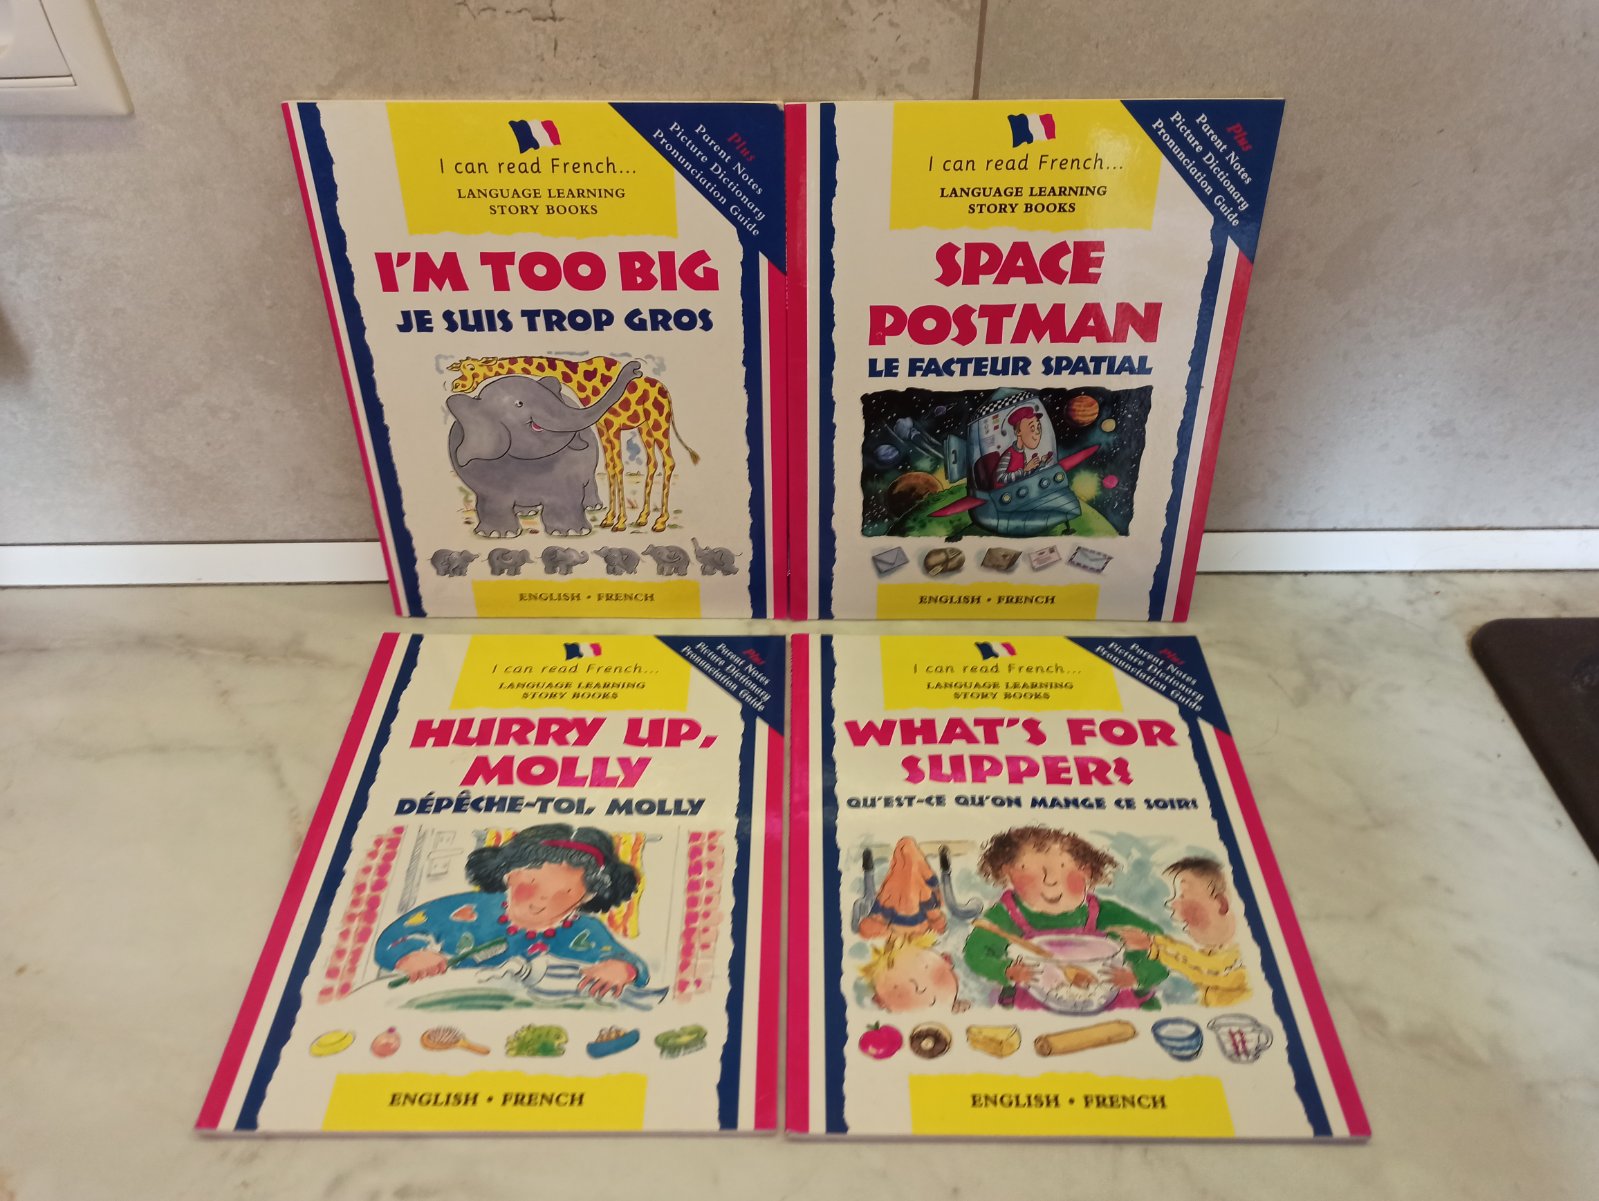 I can read French...
LANGUAGE LEARNING
STORY BOOKS
Plus
Parent Notes
Picture Dictionary
Pronunciation Guide
I'M TOO BIG
JE SUIS TROP GROS
ENGLISH • FRENCH
I can read French...
LANGUAGE LEARNING
STORY BOOKS
Plus
Parent Notes
Picture Dictionary
Pronunciation Guide
SPACE
POSTMAN
LE FACTEUR SPATIAL
ENGLISH • FRENCH
I can read French...
LANGUAGE LEARNING
STORY BOOKS
Plus
Parent Notes
Picture Dictionary
Pronunciation Guide
HURRY UP,
MOLLY
DÉPÊCHE-TOI, MOLLY
ENGLISH • FRENCH
I can read French...
LANGUAGE LEARNING
STORY BOOKS
Plus
Parent Notes
Picture Dictionary
Pronunciation Guide
WHAT'S FOR
SUPPER?
QU'EST-CE QU'ON MANGE CE SOIR?
ENGLISH • FRENCH